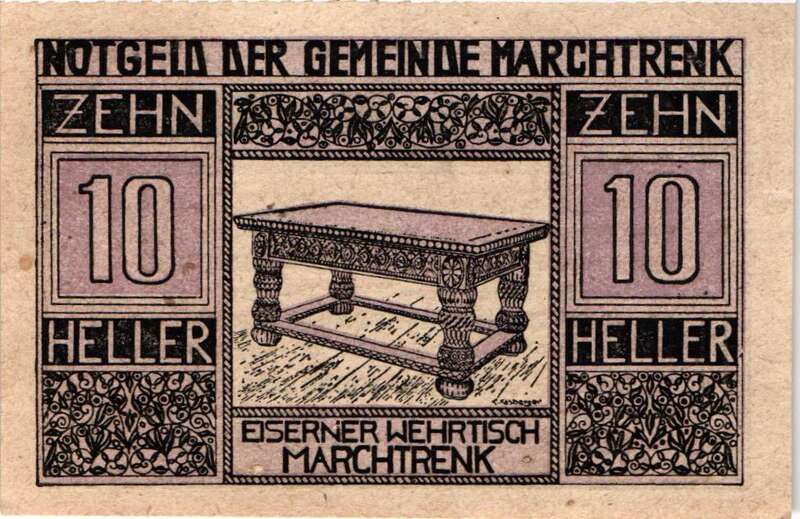 NOTGELD DER GEMEINDE MARCHTRENK
ZEHN
ZEHN
10
10
HELLER
HELLER
EISERNER WEHRTISCH
MARCHTRENK